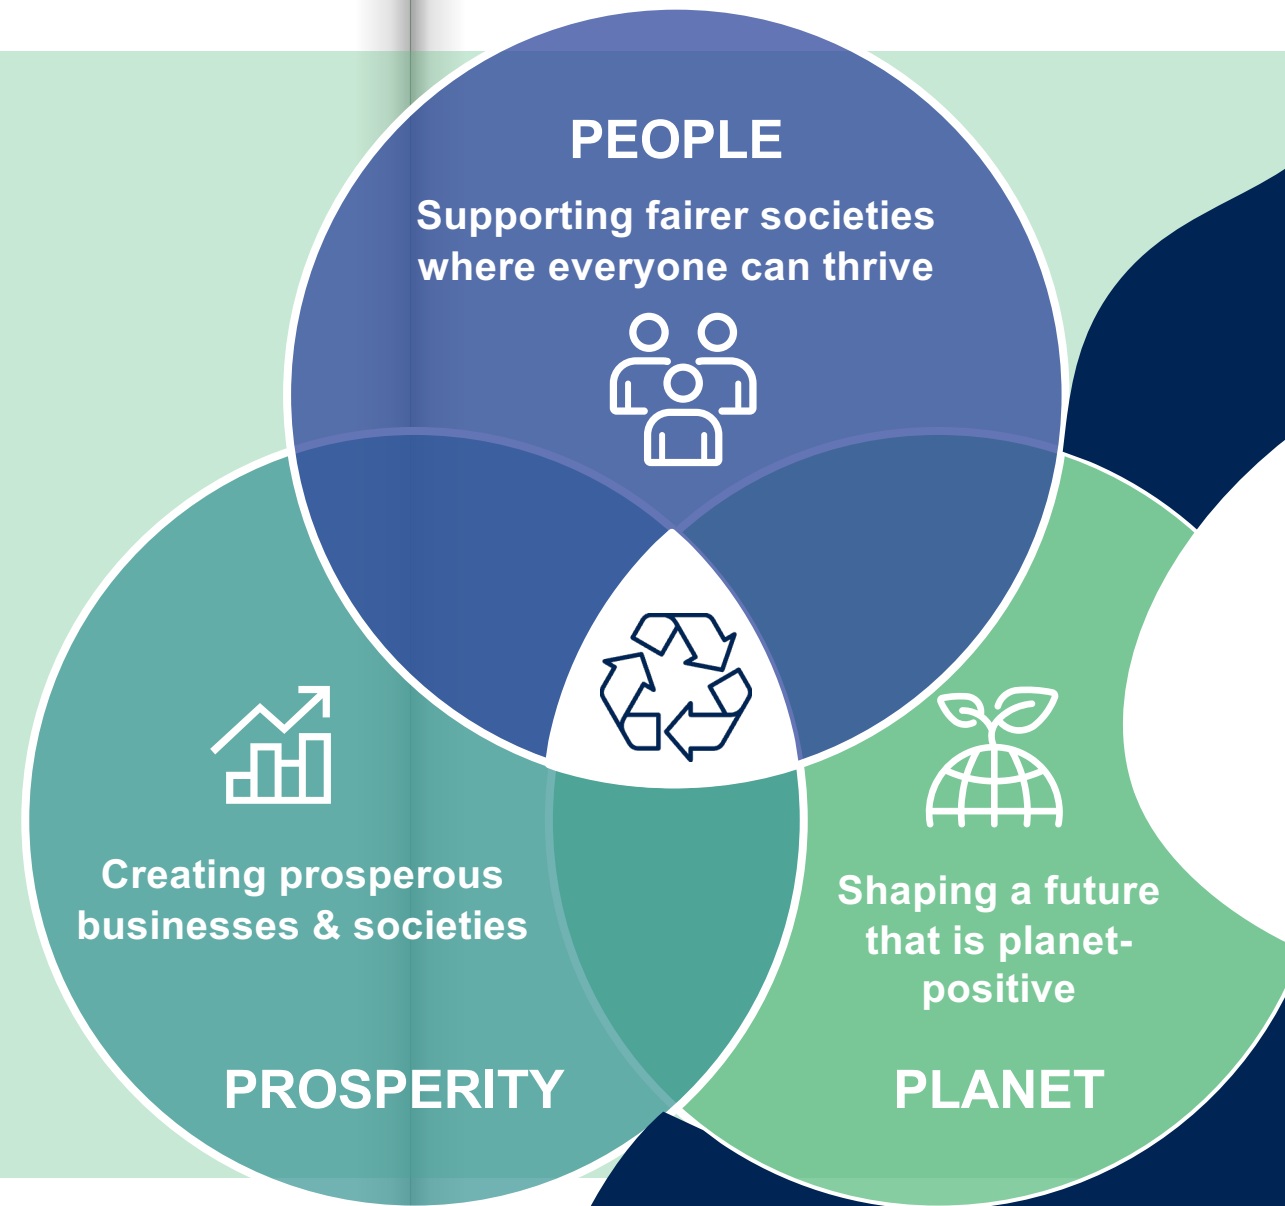 PEOPLE
Supporting fairer societies
where everyone can thrive
Creating prosperous
businesses & societies
PROSPERITY
Shaping a future
that is planet-
positive
PLANET